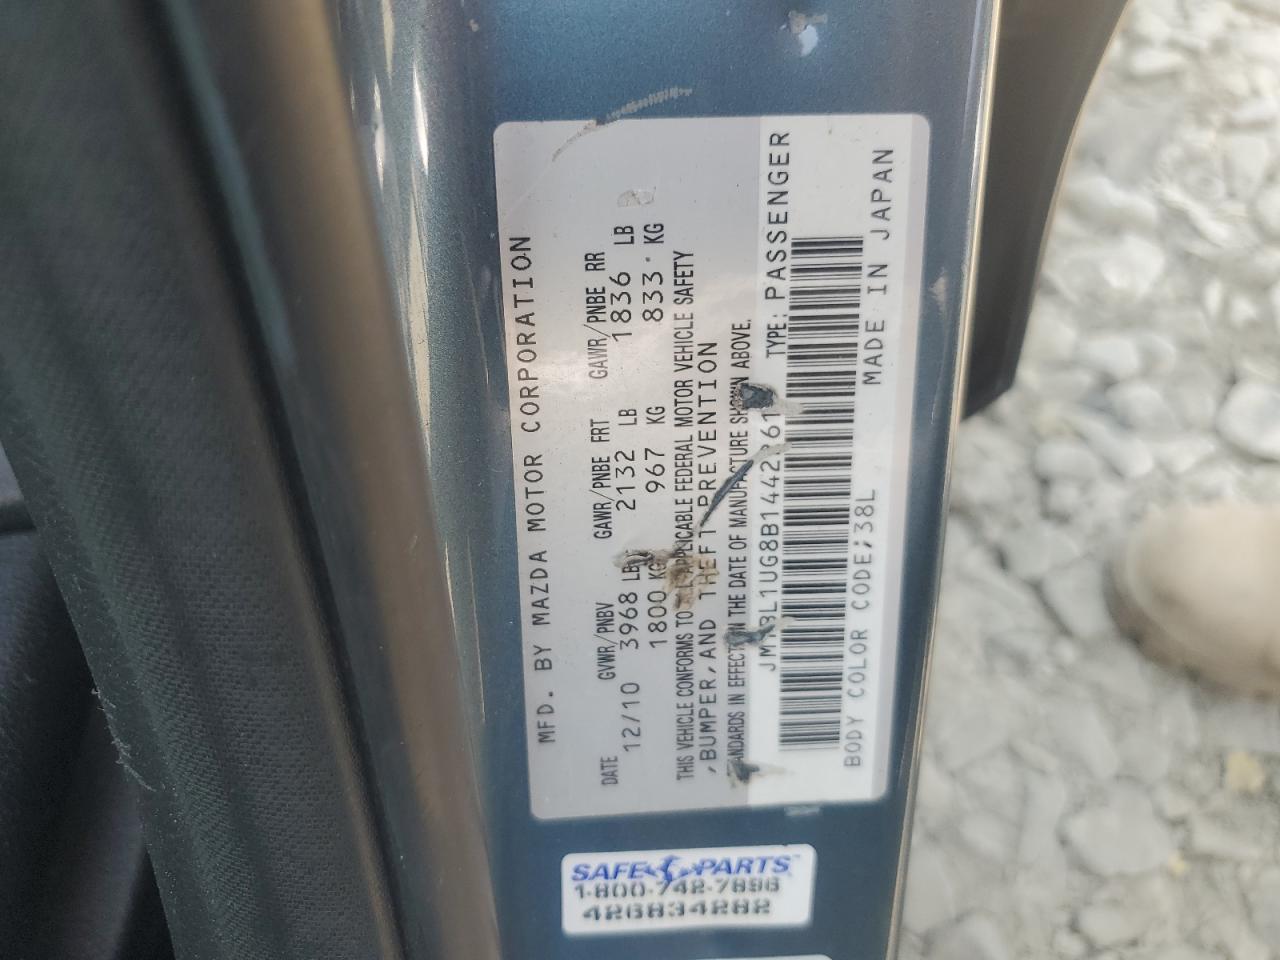 MFD. BY MAZDA MOTOR CORPORATION
DATE GVWR/PNBV GAWR/PNBE FRT GAWR/PNBE RR
12/10 3968 LB 2132 LB 1836 LB
1800 KG 967 KG 833 KG
THIS VEHICLE CONFORMS TO ALL APPLICABLE FEDERAL MOTOR VEHICLE SAFETY
,BUMPER,AND THEFT PREVENTION
STANDARDS IN EFFECT ON THE DATE OF MANUFACTURE SHOWN ABOVE.
TYPE: PASSENGER
BODY COLOR CODE;38L MADE IN JAPAN
SAFE PARTS
1-800-742-7896
426834282